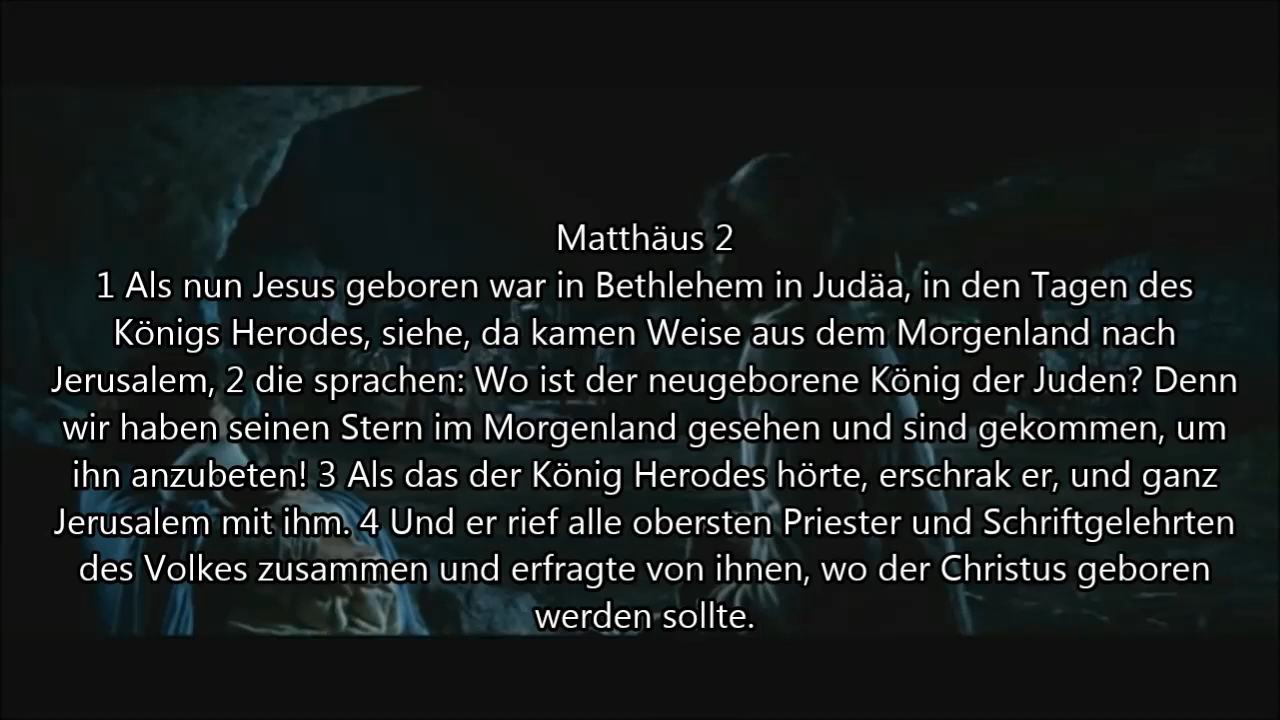 Matthäus 2
1 Als nun Jesus geboren war in Bethlehem in Judäa, in den Tagen des
Königs Herodes, siehe, da kamen Weise aus dem Morgenland nach
Jerusalem, 2 die sprachen: Wo ist der neugeborene König der Juden? Denn
wir haben seinen Stern im Morgenland gesehen und sind gekommen, um
ihn anzubeten! 3 Als das der König Herodes hörte, erschrak er, und ganz
Jerusalem mit ihm. 4 Und er rief alle obersten Priester und Schriftgelehrten
des Volkes zusammen und erfragte von ihnen, wo der Christus geboren
werden sollte.